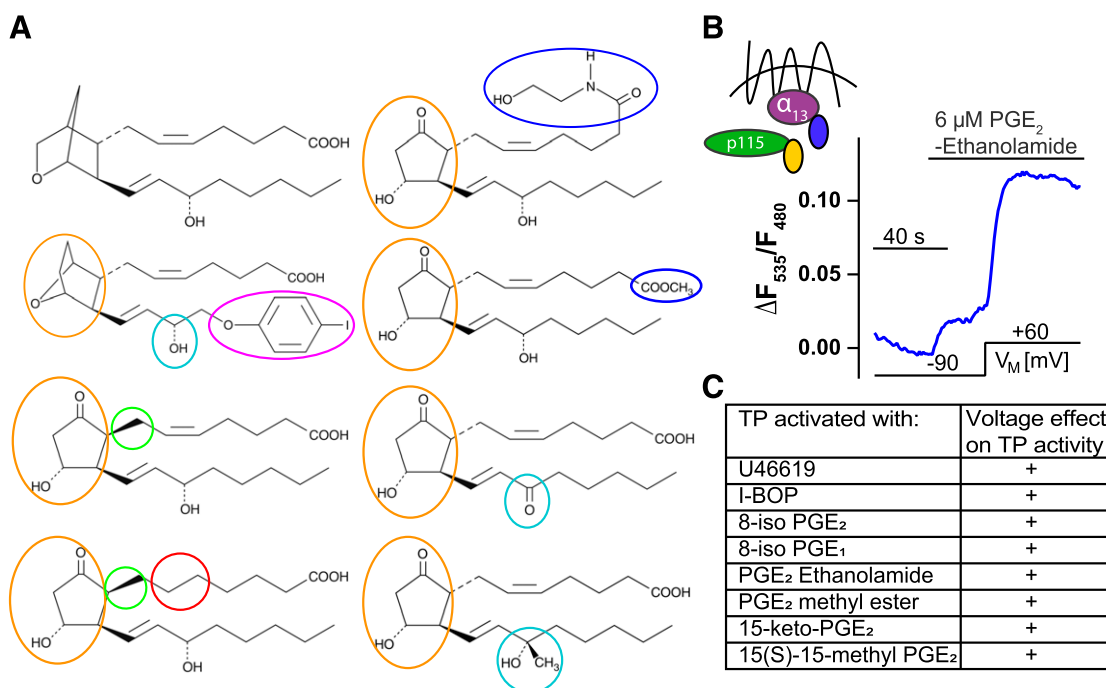 A
COOH
O
OH
H
N
HO
O
O
HO
OH
COOH
O
OH
O
I
O
COOCH3
HO
OH
O
COOH
HO
OH
O
COOH
HO
O
O
COOH
HO
OH
O
COOH
HO
HO CH3
B
α13
p115
6 µM PGE2
-Ethanolamide
ΔF535/F480
0.10
0.05
0.00
40 s
+60
-90
VM [mV]
C
TP activated with: Voltage effect on TP activity
U46619 +
I-BOP +
8-iso PGE₂ +
8-iso PGE₁ +
PGE₂ Ethanolamide +
PGE₂ methyl ester +
15-keto-PGE₂ +
15(S)-15-methyl PGE₂ +